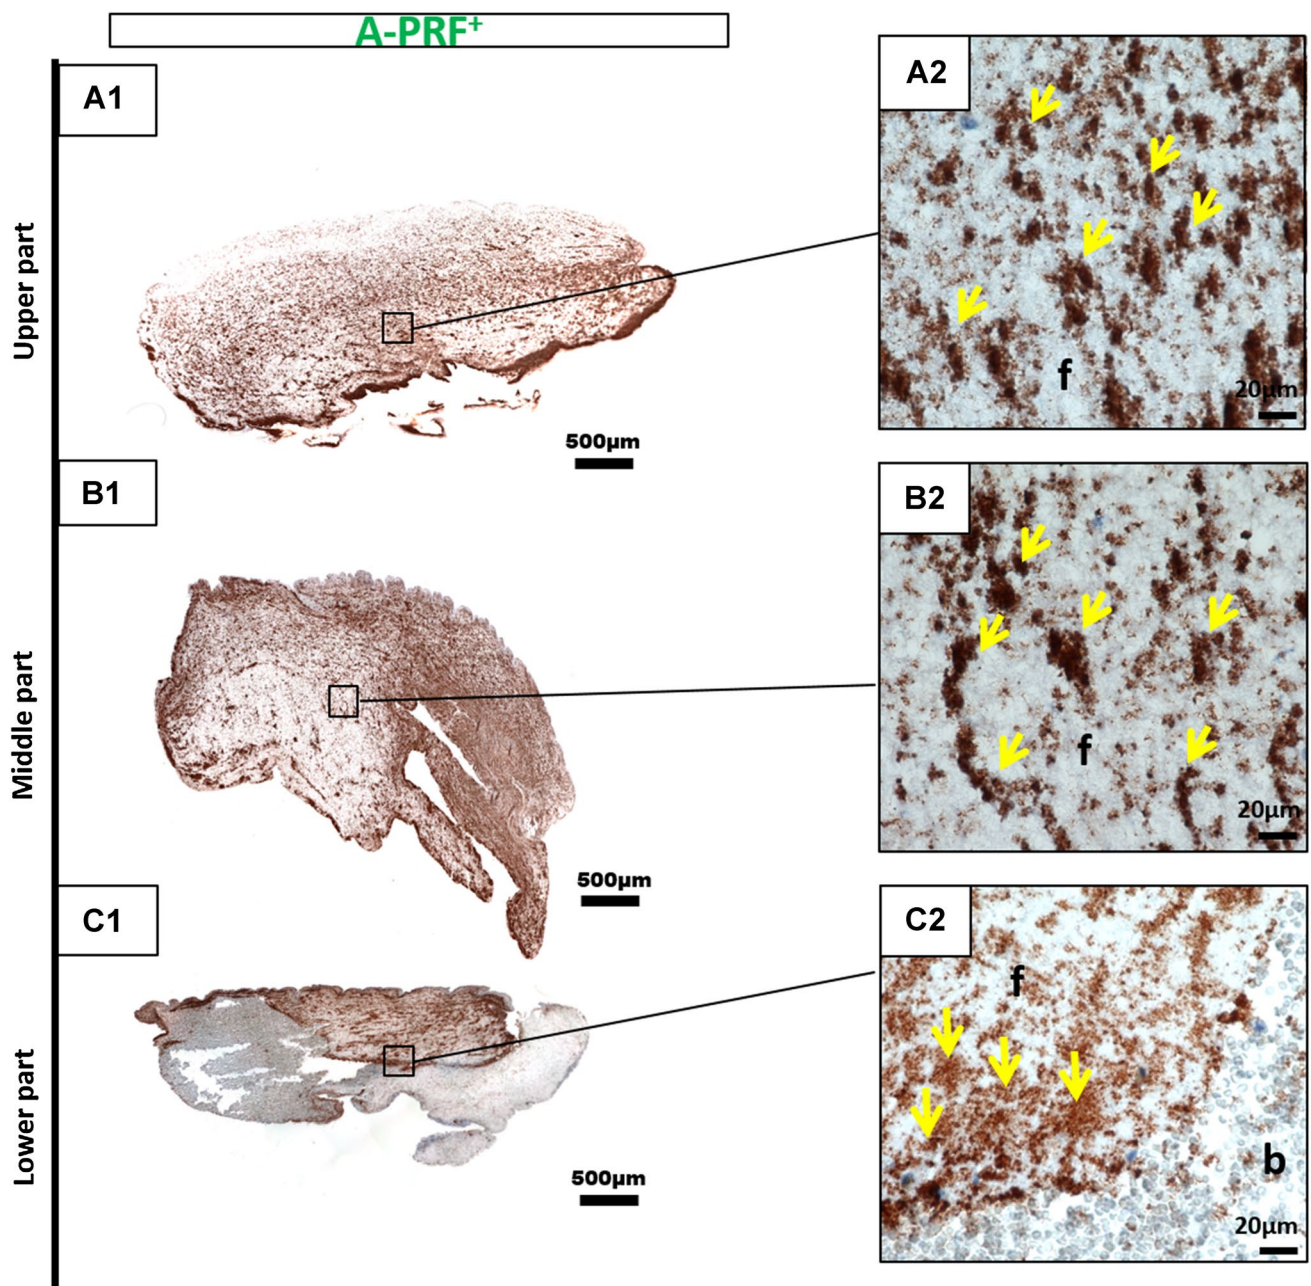 A-PRF⁺
A1
A2
Upper part
f
20µm
500µm
B1
B2
Middle part
f
20µm
500µm
C1
C2
f
Lower part
b
500µm
20µm